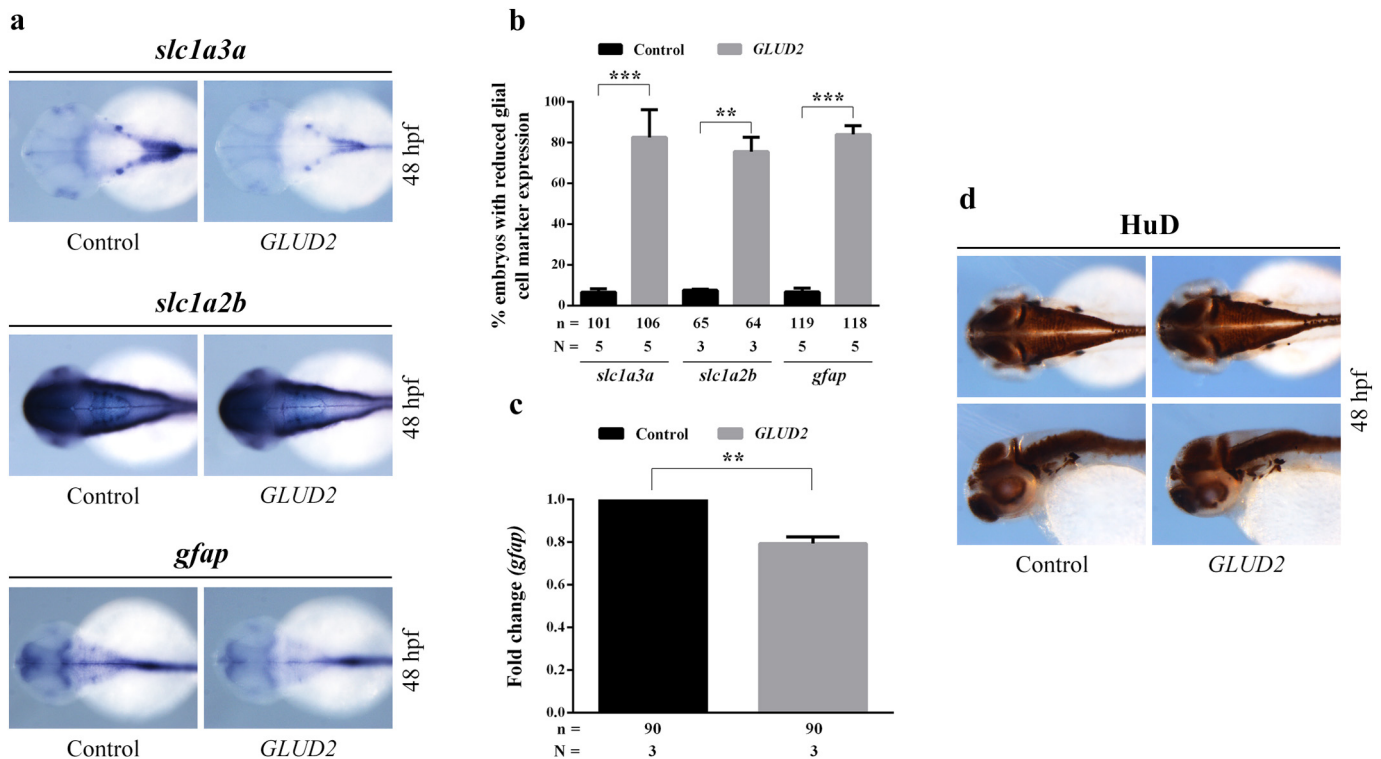 a
slc1a3a
Control GLUD2
48 hpf
slc1a2b
Control GLUD2
48 hpf
gfap
Control GLUD2
48 hpf
b
Control GLUD2
*** ** ***
% embryos with reduced glial
cell marker expression
100
80
60
40
20
0
n = 101 106 65 64 119 118
N = 5 5 3 3 5 5
slc1a3a slc1a2b gfap
c
Control GLUD2
**
Fold change (gfap)
1.0
0.8
0.6
0.4
0.2
0.0
n = 90 90
N = 3 3
d
HuD
48 hpf
Control GLUD2